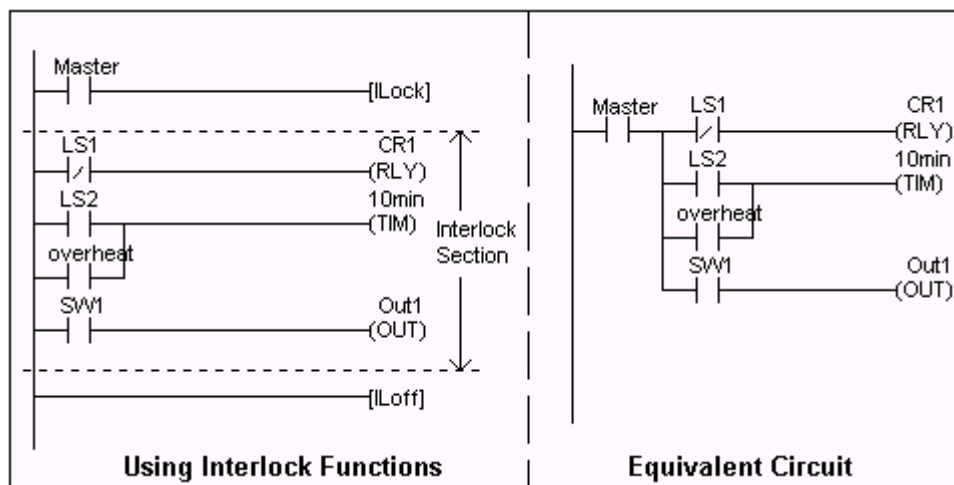 Master
[ILock]
LS1
CR1
(RLY)
LS2
10min
(TIM)
overheat
SW1
Out1
(OUT)
Interlock
Section
[ILoff]
Using Interlock Functions
Master
LS1
CR1
(RLY)
LS2
10min
(TIM)
overheat
SW1
Out1
(OUT)
Equivalent Circuit